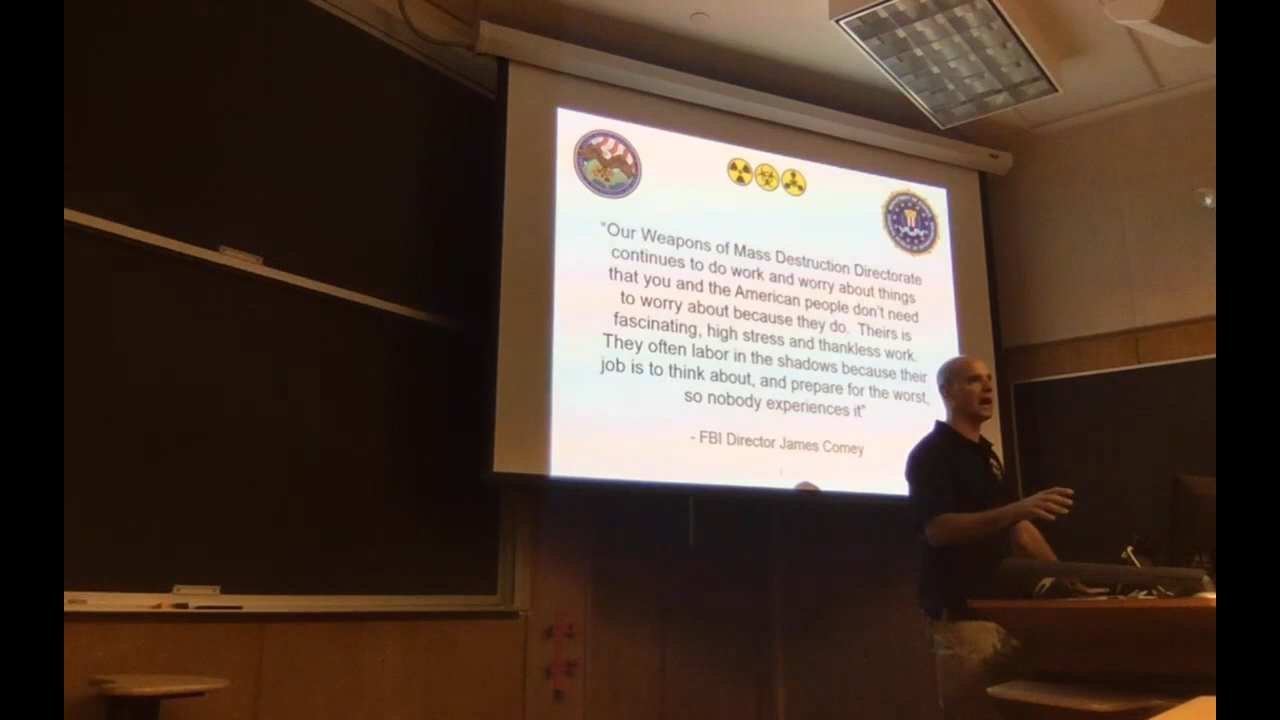 “Our Weapons of Mass Destruction Directorate
continues to do work and worry about things
that you and the American people don’t need
to worry about because they do. Theirs is
fascinating, high stress and thankless work.
They often labor in the shadows because their
job is to think about, and prepare for the worst,
so nobody experiences it”
- FBI Director James Comey